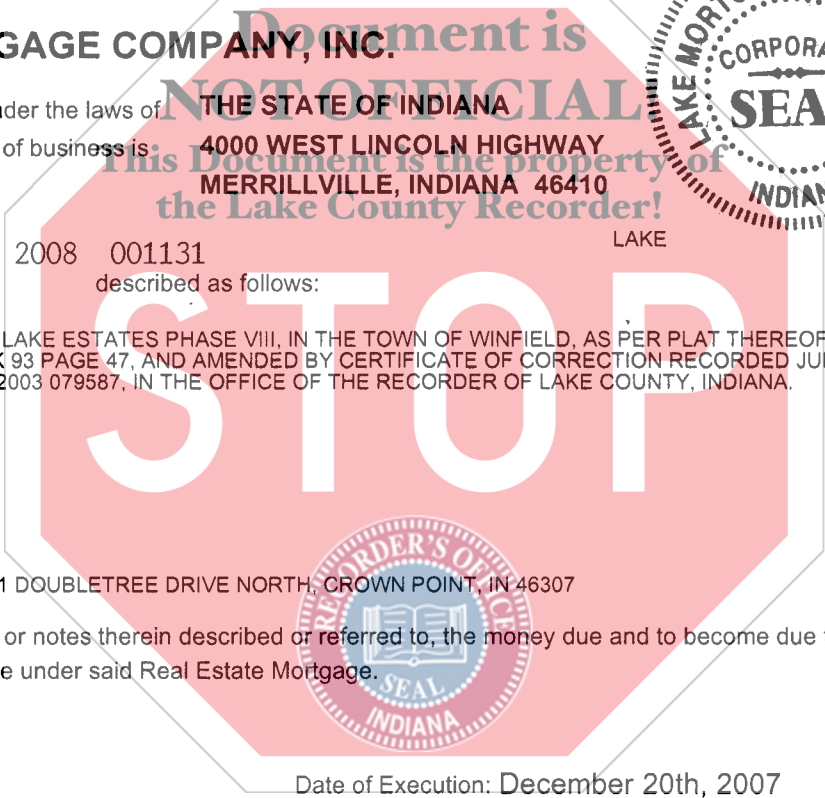 Document is
GAGE COMPANY, INC.
NOT OFFICIAL!
der the laws of THE STATE OF INDIANA
of business is 4000 WEST LINCOLN HIGHWAY
This Document is the property of
MERRILLVILLE, INDIANA 46410
the Lake County Recorder!
LAKE MORT
CORPORA
SEA
INDIAN
LAKE
2008 001131
described as follows:
LAKE ESTATES PHASE VIII, IN THE TOWN OF WINFIELD, AS PER PLAT THEREOF
93 PAGE 47, AND AMENDED BY CERTIFICATE OF CORRECTION RECORDED JU
2003 079587, IN THE OFFICE OF THE RECORDER OF LAKE COUNTY, INDIANA.
STOP
1 DOUBLETREE DRIVE NORTH, CROWN POINT, IN 46307
or notes therein described or referred to, the money due and to become due
e under said Real Estate Mortgage.
RECORDER'S OFFICE
SEAL
INDIANA
Date of Execution: December 20th, 2007